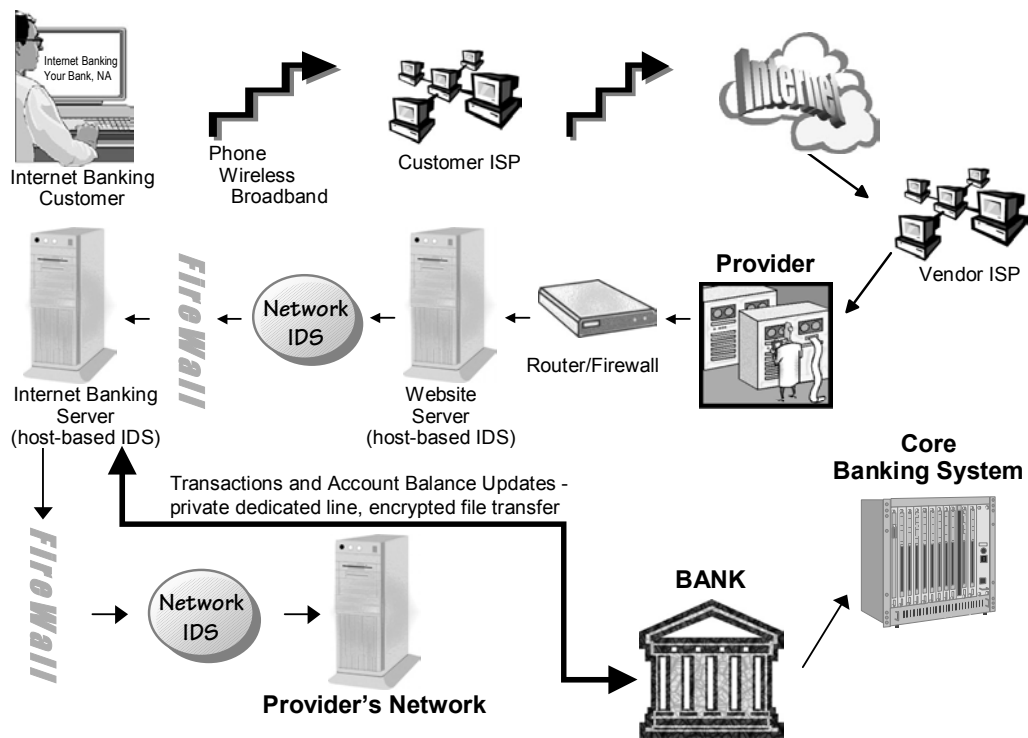 Internet Banking
Your Bank, NA
Internet Banking
Customer
Phone
Wireless
Broadband
Customer ISP
Internet
Vendor ISP
Provider
Router/Firewall
Website
Server
(host-based IDS)
Network
IDS
FireWall
Internet Banking
Server
(host-based IDS)
Transactions and Account Balance Updates -
private dedicated line, encrypted file transfer
Core
Banking System
FireWall
Network
IDS
Provider's Network
BANK